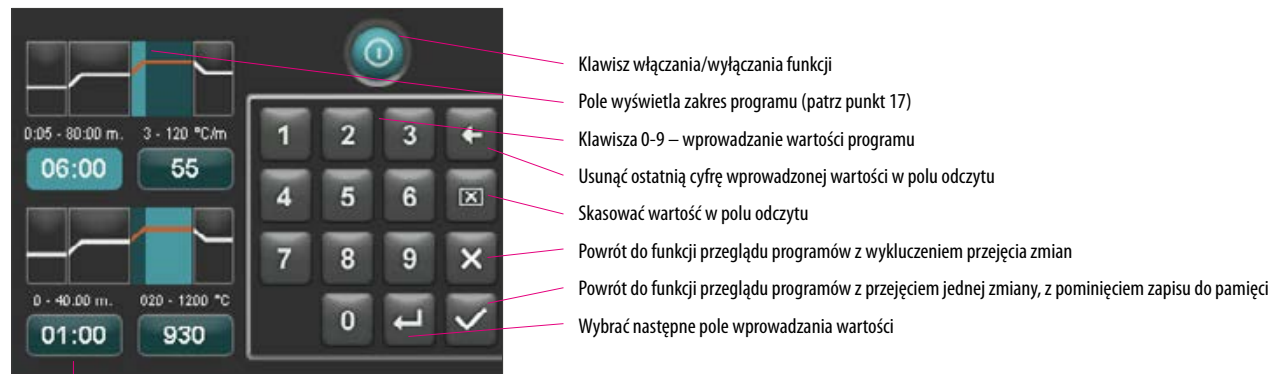 0:05 - 80:00 m. 3 - 120 °C/m
06:00 55
0 - 40.00 m. 020 - 1200 °C
01:00 930
1 2 3
4 5 6
7 8 9
0
Klawisz włączania/wyłączania funkcji
Pole wyświetla zakres programu (patrz punkt 17)
Klawisza 0-9 – wprowadzanie wartości programu
Usunąć ostatnią cyfrę wprowadzonej wartości w polu odczytu
Skasować wartość w polu odczytu
Powrót do funkcji przeglądu programów z wykluczeniem przejęcia zmian
Powrót do funkcji przeglądu programów z przejęciem jednej zmiany, z pominięciem zapisu do pamięci
Wybrać następne pole wprowadzania wartości